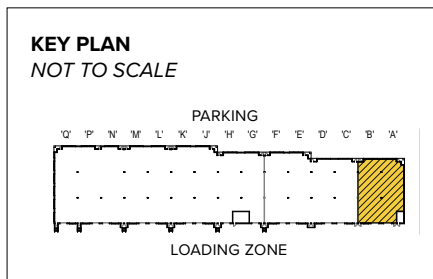 KEY PLAN
NOT TO SCALE
PARKING
'Q' 'P' 'N' 'M' 'L' 'K' 'J' 'H' 'G' 'F' 'E' 'D' 'C' 'B' 'A'
LOADING ZONE